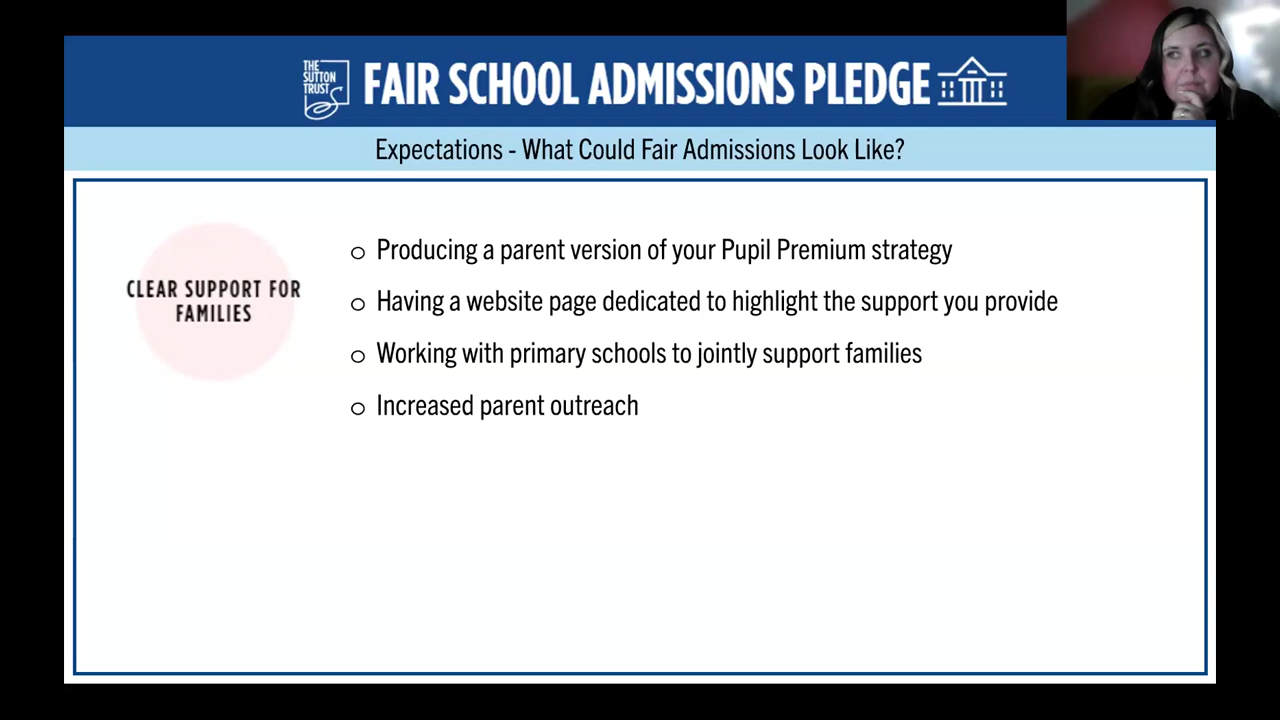 THE
SUTTON
TRUST
FAIR SCHOOL ADMISSIONS PLEDGE
Expectations - What Could Fair Admissions Look Like?
CLEAR SUPPORT FOR
FAMILIES
o Producing a parent version of your Pupil Premium strategy
o Having a website page dedicated to highlight the support you provide
o Working with primary schools to jointly support families
o Increased parent outreach